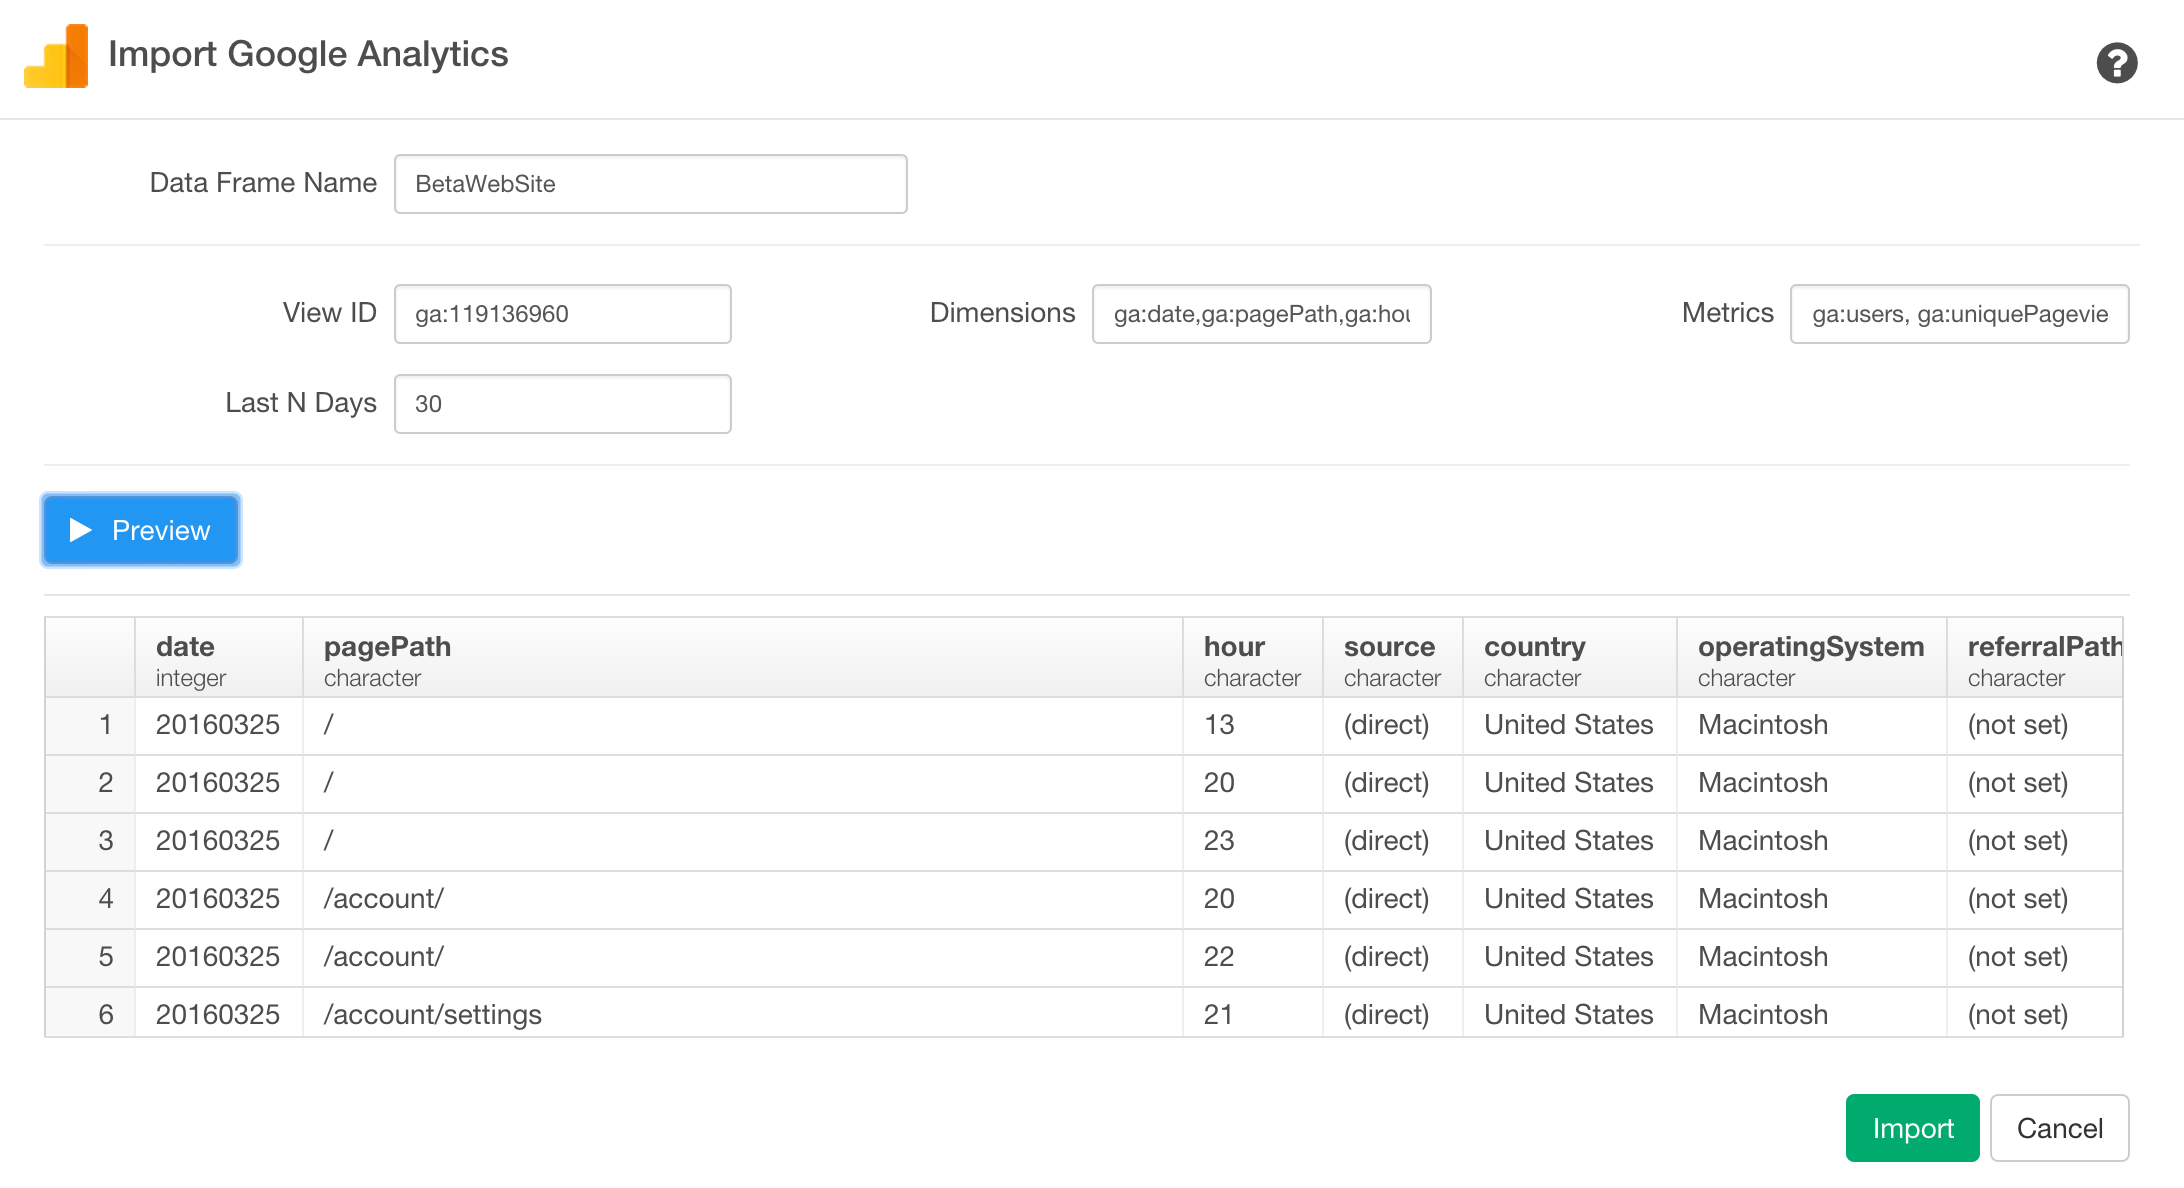 Import Google Analytics
Data Frame Name BetaWebSite
View ID ga:119136960 Dimensions ga:date,ga:pagePath,ga:hou Metrics ga:users, ga:uniquePagevie
Last N Days 30
Preview
date pagePath hour source country operatingSystem referralPath
integer character character character character character character
1 20160325 / 13 (direct) United States Macintosh (not set)
2 20160325 / 20 (direct) United States Macintosh (not set)
3 20160325 / 23 (direct) United States Macintosh (not set)
4 20160325 /account/ 20 (direct) United States Macintosh (not set)
5 20160325 /account/ 22 (direct) United States Macintosh (not set)
6 20160325 /account/settings 21 (direct) United States Macintosh (not set)
Import Cancel